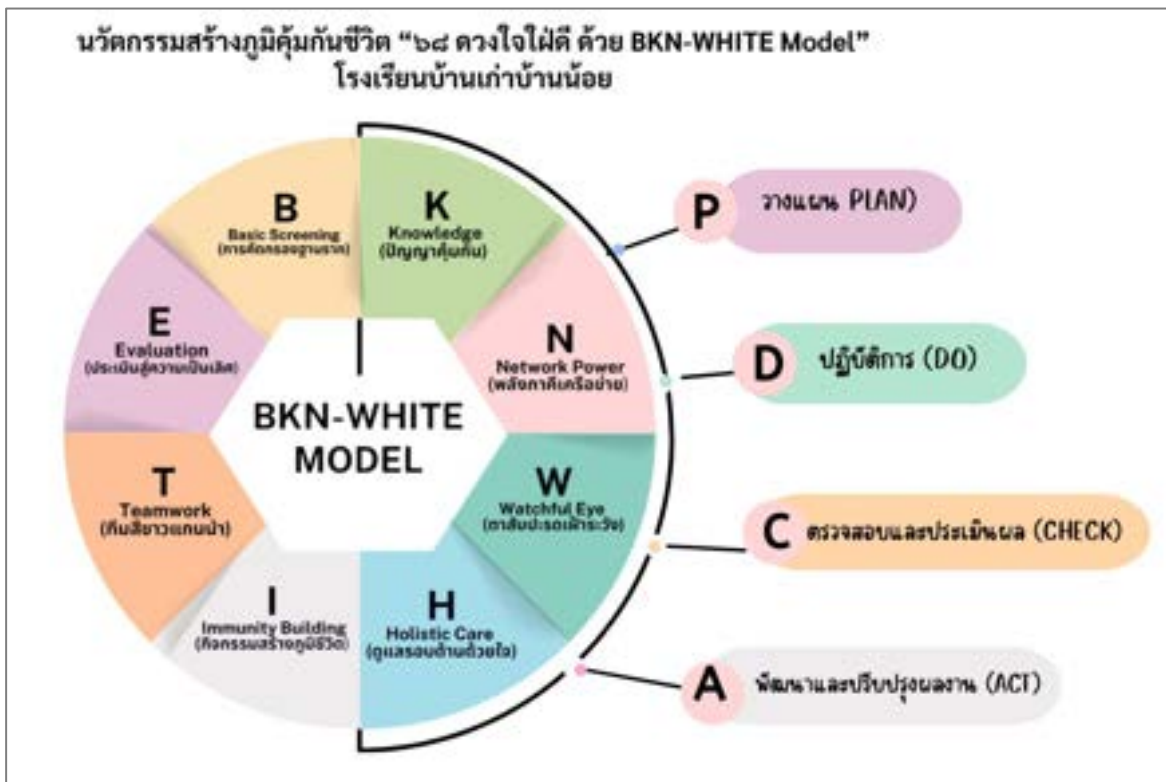 นวัตกรรมสร้างภูมิคุ้มกันชีวิต “๖๘ ดวงใจใฝ่ดี ด้วย BKN-WHITE Model”
โรงเรียนบ้านเก่าบ้านน้อย
B
Basic Screening
(การคัดกรองฐานราก)
K
Knowledge
(ปัญญาคุ้มกัน)
N
Network Power
(พลังภาคีเครือข่าย)
W
Watchful Eye
(ตาสับปะรดเฝ้าระวัง)
H
Holistic Care
(ดูแลรอบด้านด้วยใจ)
I
Immunity Building
(กิจกรรมสร้างภูมิชีวิต)
T
Teamwork
(ทีมสีขาวแกนนำ)
E
Evaluation
(ประเมินสู่ความเป็นเลิศ)
BKN-WHITE
MODEL
P
วางแผน PLAN)
D
ปฏิบัติการ (DO)
C
ตรวจสอบและประเมินผล (CHECK)
A
พัฒนาและปรับปรุงผลงาน (ACT)